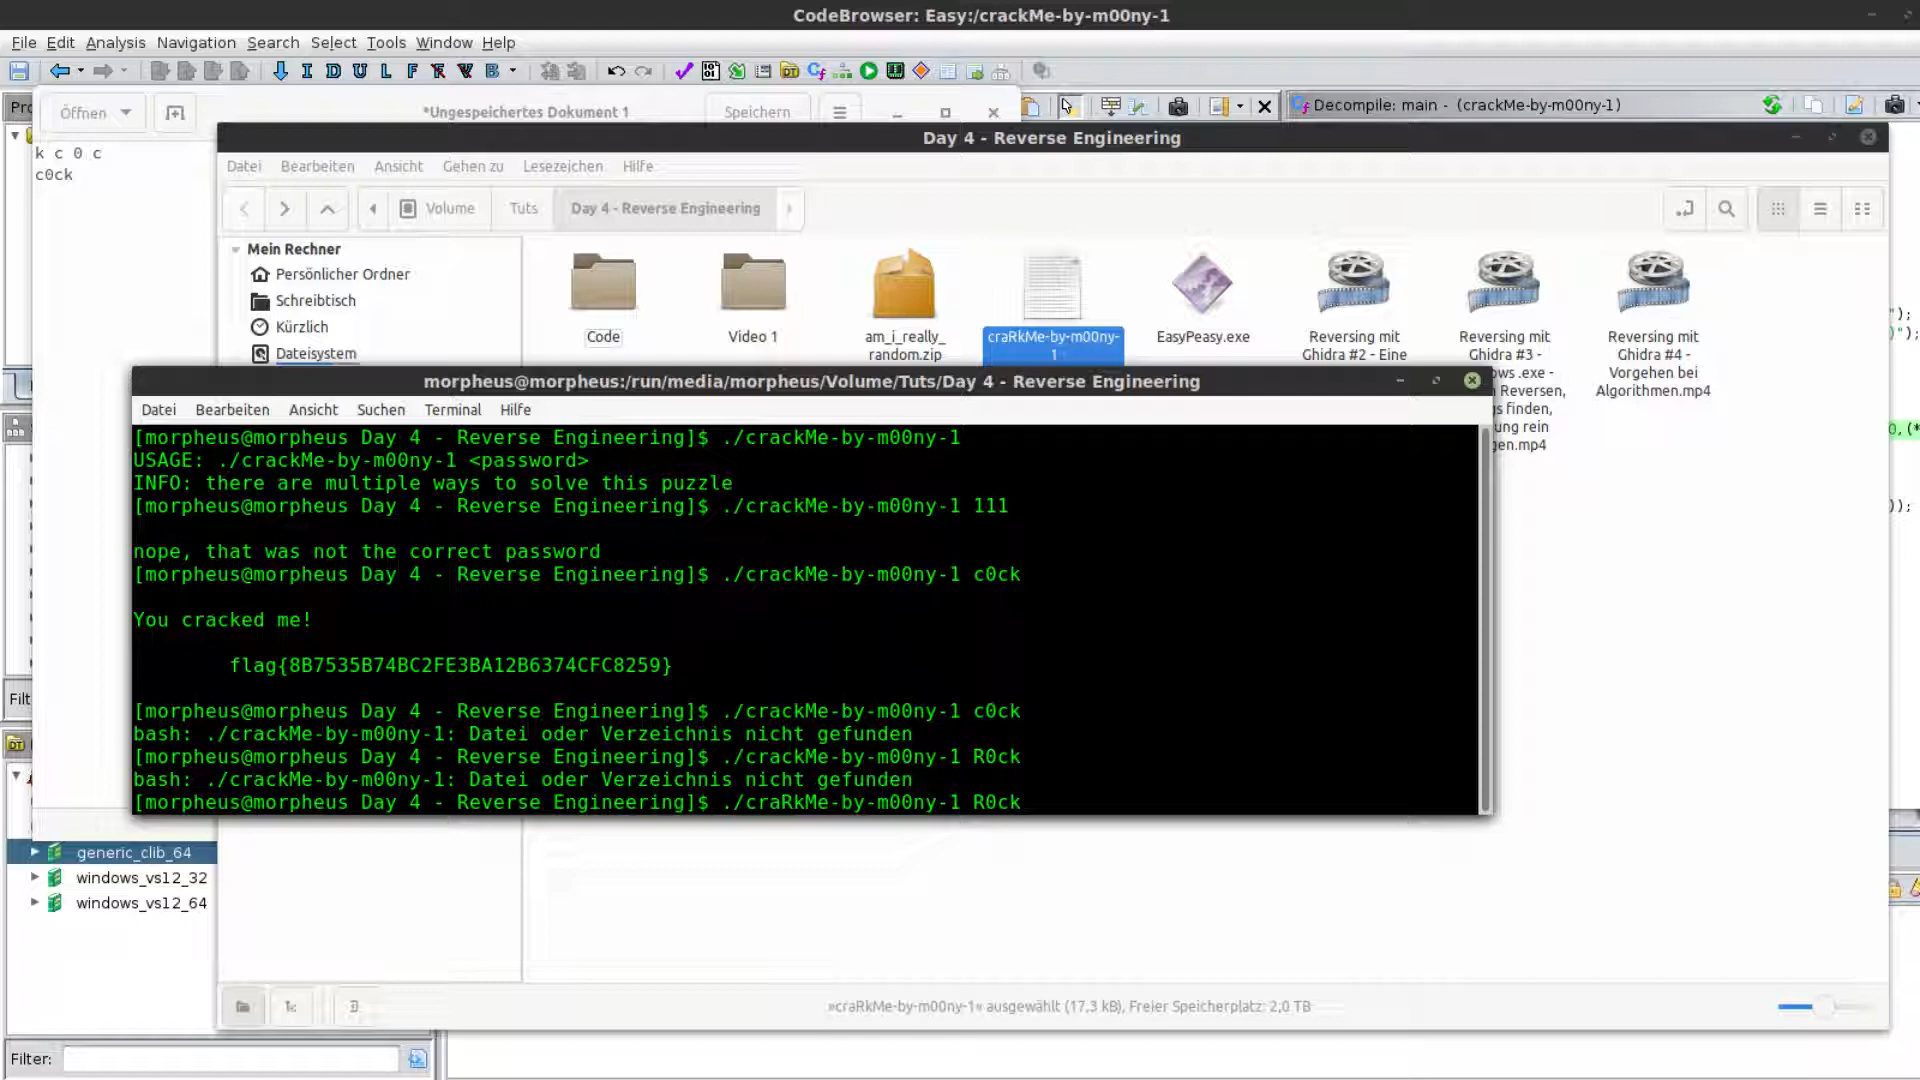 CodeBrowser: Easy:/crackMe-by-m00ny-1
File Edit Analysis Navigation Search Select Tools Window Help
Öffnen
*Ungespeichertes Dokument 1
Speichern
Decompile: main - (crackMe-by-m00ny-1)
k c 0 c
c0ck
Day 4 - Reverse Engineering
Datei Bearbeiten Ansicht Gehen zu Lesezeichen Hilfe
Volume Tuts Day 4 - Reverse Engineering
Mein Rechner
Persönlicher Ordner
Schreibtisch
Kürzlich
Dateisystem
Code
Video 1
am_i_really_
random.zip
craRkMe-by-m00ny-
1
EasyPeasy.exe
Reversing mit
Ghidra #2 - Eine
Reversing mit
Ghidra #3 -
ows .exe -
n Reversen,
gs finden,
ung rein
gen.mp4
Reversing mit
Ghidra #4 -
Vorgehen bei
Algorithmen.mp4
morpheus@morpheus:/run/media/morpheus/Volume/Tuts/Day 4 - Reverse Engineering
Datei Bearbeiten Ansicht Suchen Terminal Hilfe
[morpheus@morpheus Day 4 - Reverse Engineering]$ ./crackMe-by-m00ny-1
USAGE: ./crackMe-by-m00ny-1 <password>
INFO: there are multiple ways to solve this puzzle
[morpheus@morpheus Day 4 - Reverse Engineering]$ ./crackMe-by-m00ny-1 111
nope, that was not the correct password
[morpheus@morpheus Day 4 - Reverse Engineering]$ ./crackMe-by-m00ny-1 c0ck
You cracked me!
flag{8B7535B74BC2FE3BA12B6374CFC8259}
[morpheus@morpheus Day 4 - Reverse Engineering]$ ./crackMe-by-m00ny-1 c0ck
bash: ./crackMe-by-m00ny-1: Datei oder Verzeichnis nicht gefunden
[morpheus@morpheus Day 4 - Reverse Engineering]$ ./crackMe-by-m00ny-1 R0ck
bash: ./crackMe-by-m00ny-1: Datei oder Verzeichnis nicht gefunden
[morpheus@morpheus Day 4 - Reverse Engineering]$ ./craRkMe-by-m00ny-1 R0ck
generic_clib_64
windows_vs12_32
windows_vs12_64
»craRkMe-by-m00ny-1« ausgewählt (17,3 kB), Freier Speicherplatz: 2,0 TB
Filter: